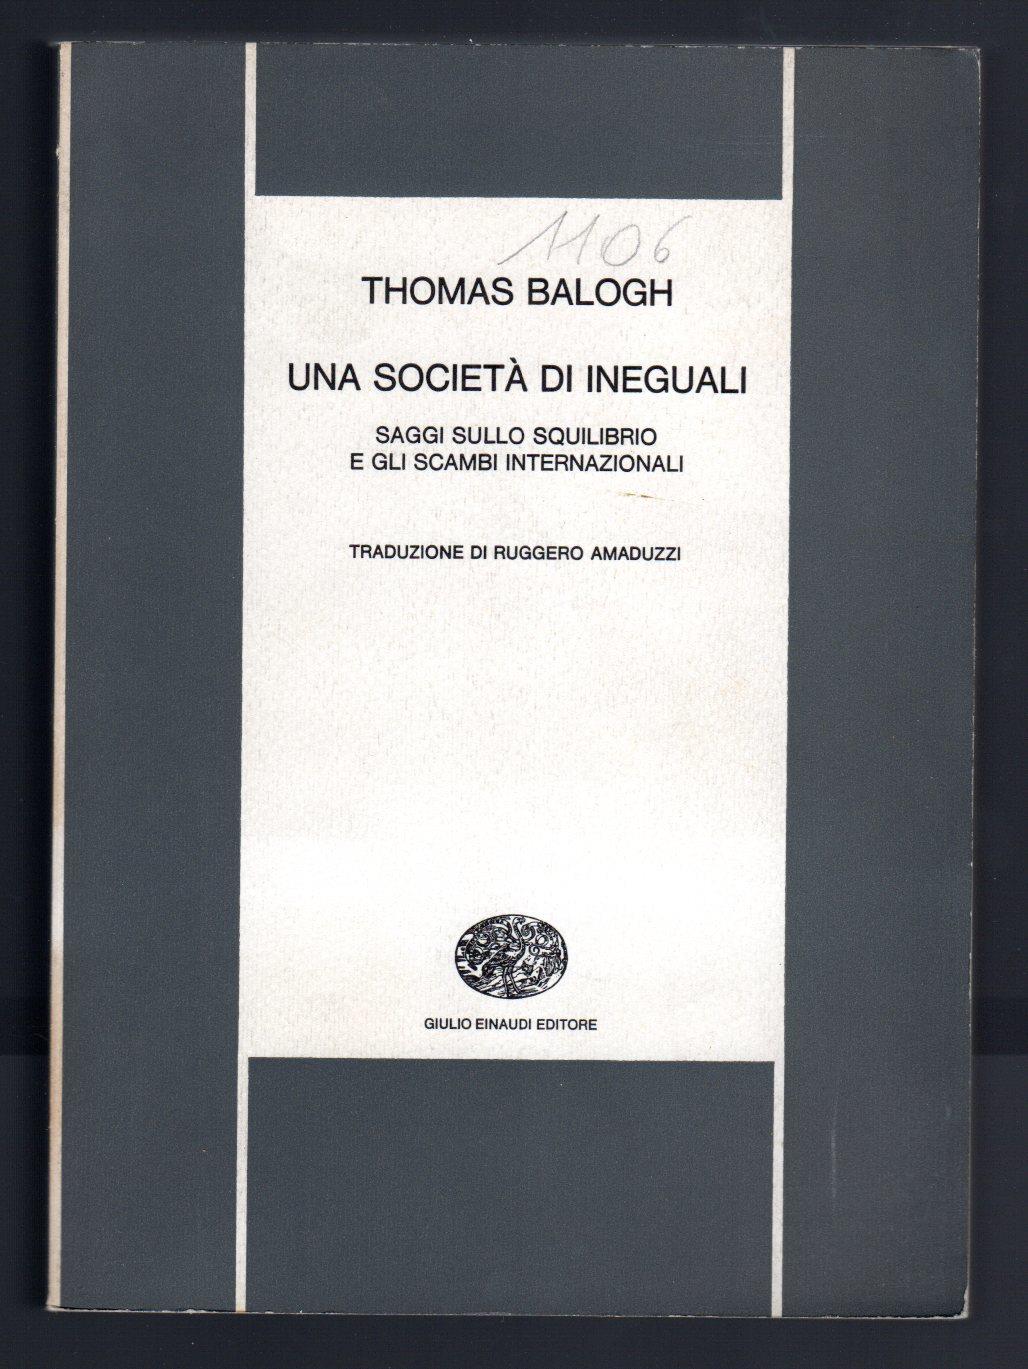 1106
THOMAS BALOGH
UNA SOCIETÀ DI INEGUALI
SAGGI SULLO SQUILIBRIO
E GLI SCAMBI INTERNAZIONALI
TRADUZIONE DI RUGGERO AMADUZZI
GIULIO EINAUDI EDITORE